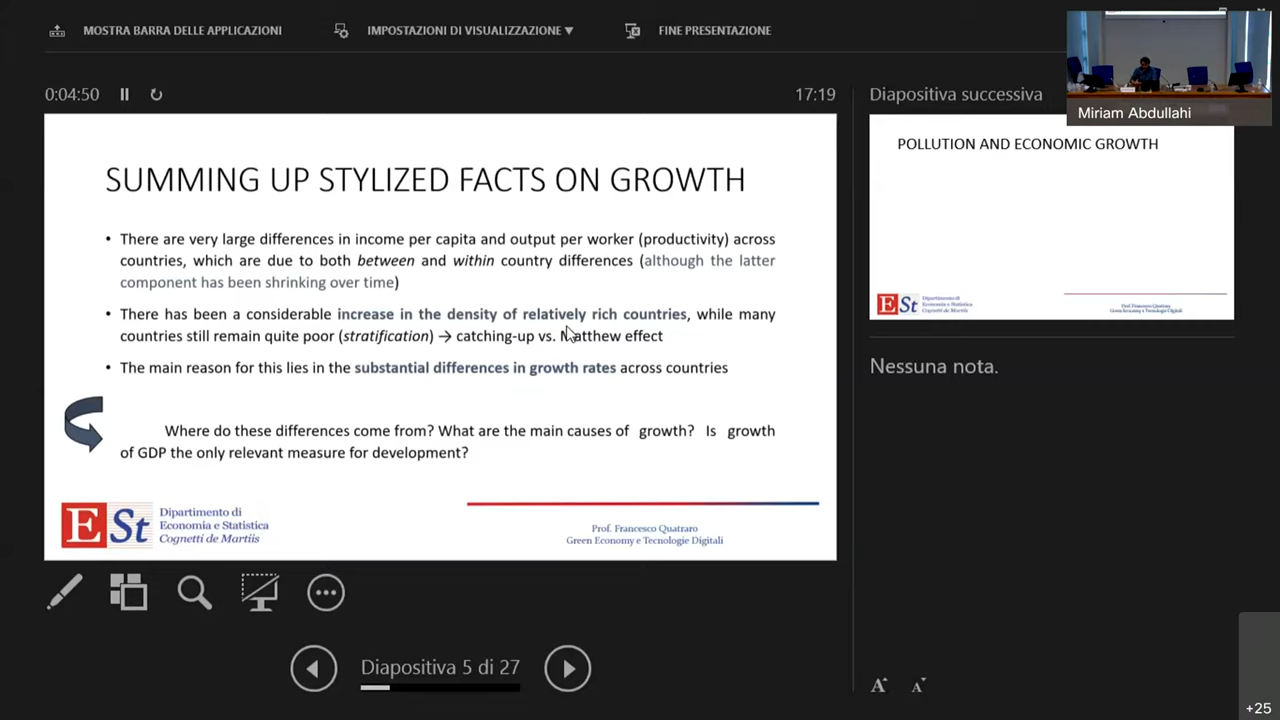 MOSTRA BARRA DELLE APPLICAZIONI
IMPOSTAZIONI DI VISUALIZZAZIONE ▼
FINE PRESENTAZIONE
0:04:50
17:19
Diapositiva successiva
Miriam Abdullahi
SUMMING UP STYLIZED FACTS ON GROWTH
• There are very large differences in income per capita and output per worker (productivity) across
countries, which are due to both between and within country differences (although the latter
component has been shrinking over time)
• There has been a considerable increase in the density of relatively rich countries, while many
countries still remain quite poor (stratification) → catching-up vs. Matthew effect
• The main reason for this lies in the substantial differences in growth rates across countries
Where do these differences come from? What are the main causes of growth? Is growth
of GDP the only relevant measure for development?
ESt
Dipartimento di
Economia e Statistica
Cognetti de Martiis
Prof. Francesco Quatraro
Green Economy e Tecnologie Digitali
POLLUTION AND ECONOMIC GROWTH
ESt
Dipartimento di
Economia e Statistica
Cognetti de Martiis
Prof. Francesco Quatraro
Green Economy e Tecnologie Digitali
Nessuna nota.
Diapositiva 5 di 27
A A
+25